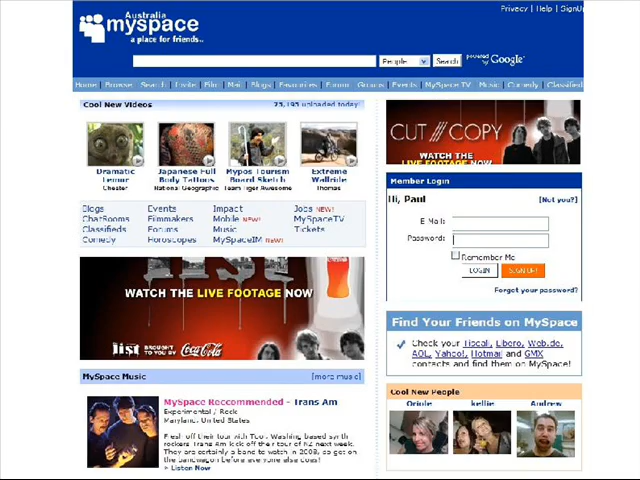 Privacy | Help | SignUp
Australia
myspace
a place for friends..
People
Search
powered by Google
Home | Browse | Search | Invite | Film | Mail | Blogs | Favourites | Forum | Groups | Events | MySpace TV | Music | Comedy | Classified
Cool New Videos
75,195 uploaded today!
Dramatic Lemur
Cheater
Japanese Full Body Tattoos
National Geographic
Mypos Tourism Board Sketch
Team Tiger Awesome
Extreme Wallride
Thomas
Blogs
Events
Impact
Jobs NEW!
ChatRooms
Filmmakers
Mobile NEW!
MySpaceTV
Classifieds
Forums
Music
Tickets
Comedy
Horoscopes
MySpaceIM NEW!
WATCH THE LIVE FOOTAGE NOW
list BROUGHT TO YOU BY Coca-Cola
MySpace Music
[more music]
MySpace Reccommended - Trans Am
Experimental / Rock
Maryland, United States
Fresh off their tour with Tool, Washing based synth
rockers Trans Am kick off their tour of NZ next week.
They are certainly a band to watch in 2008, so get on
the bandwagon before everyone else does!
» Listen Now
CUT /// COPY
WATCH THE LIVE FOOTAGE NOW
Member Login
Hi, Paul
[Not you?]
E-Mail:
Password:
Remember Me
LOGIN
SIGN UP!
Forgot your password?
Find Your Friends on MySpace
Check your Tiscali, Libero, Web.de,
AOL, Yahoo!, Hotmail and GMX
contacts and find them on MySpace!
Cool New People
Oriole
kellie
Andrew